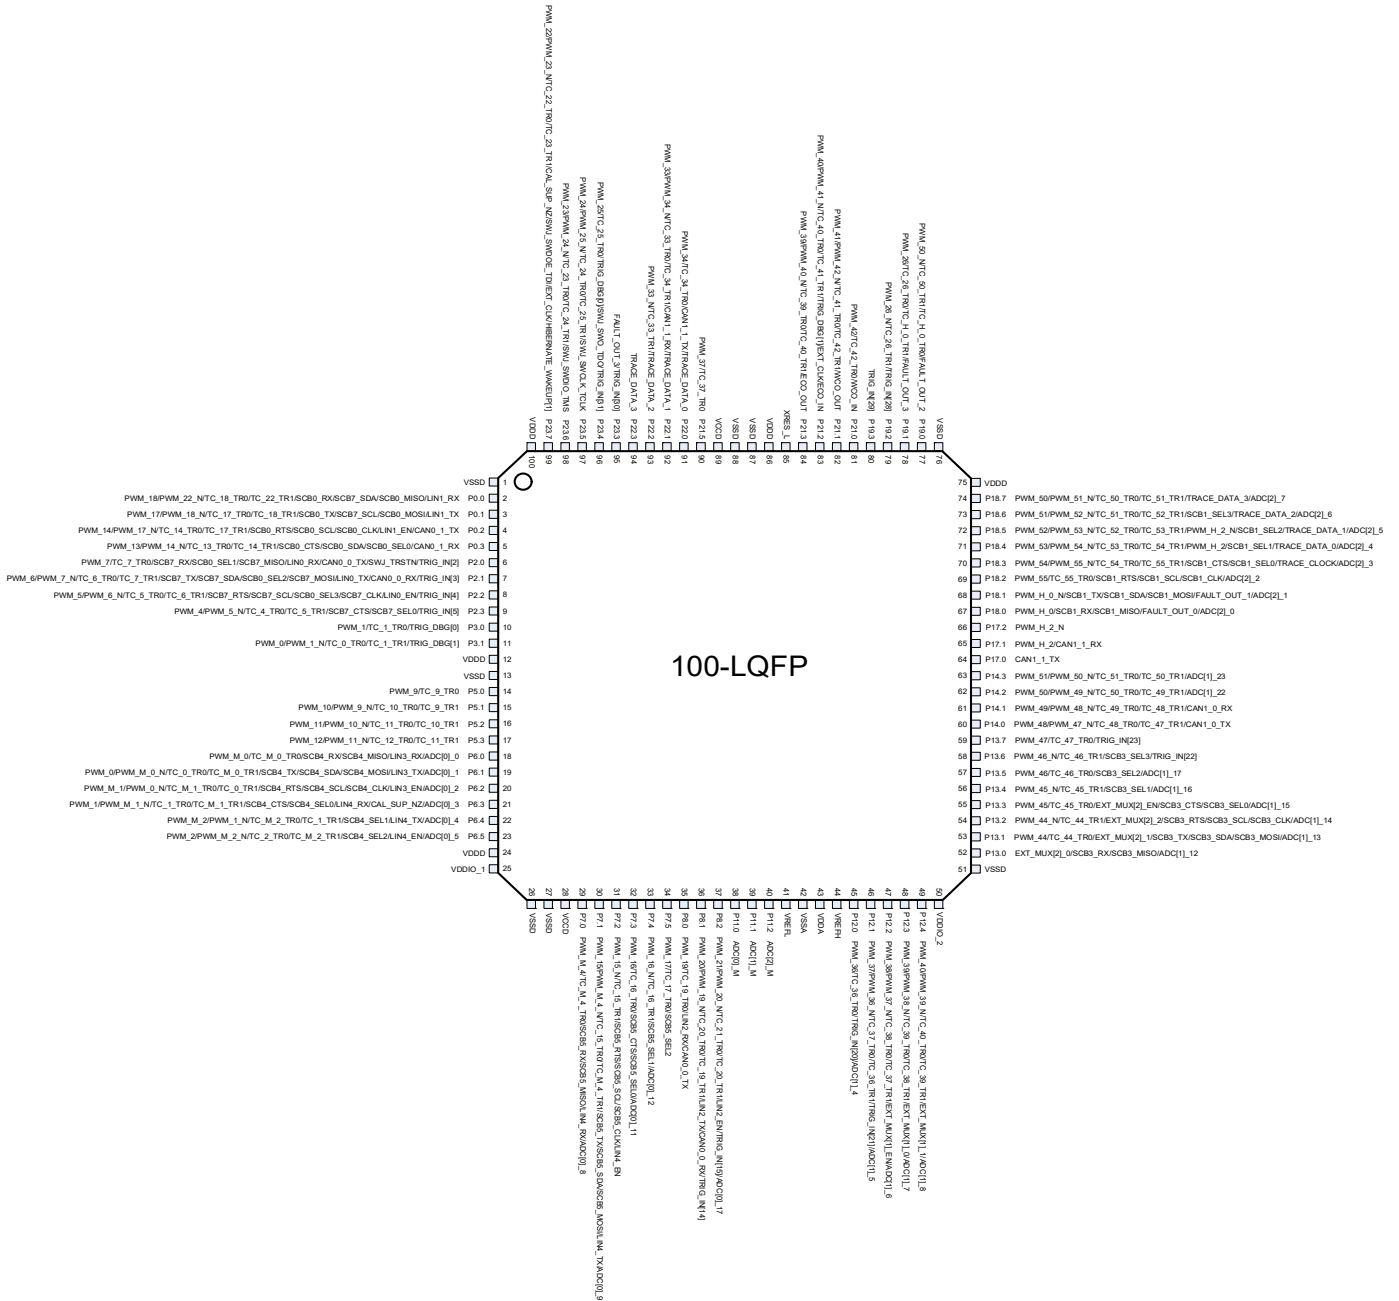 PWM_22/PWM_23_N/TC_22_TR0/TC_23_TR1/CAL_SUP_NZ/SWJ_SWDOE_TDI/EXT_CLK/HIBERNATE_WAKEUP[1] P23.7 99
VDDD 100
PWM_23/PWM_24_N/TC_23_TR0/TC_24_TR1/SWJ_SWDIO_TMS P23.6 98
PWM_24/PWM_25_N/TC_24_TR0/TC_25_TR1/SWJ_SWCLK_TCLK P23.5 97
PWM_25/TC_25_TR0/TRIG_DBG[0]/SWJ_SWO_TDO/TRIG_IN[31] P23.4 96
FAULT_OUT_3/TRIG_IN[30] P23.3 95
TRACE_DATA_3 P22.3 94
PWM_33_N/TC_33_TR1/TRACE_DATA_2 P22.2 93
PWM_33/PWM_34_N/TC_33_TR0/TC_34_TR1/CAN1_1_RX/TRACE_DATA_1 P22.1 92
PWM_34/TC_34_TR0/CAN1_1_TX/TRACE_DATA_0 P22.0 91
PWM_37/TC_37_TR0 P21.5 90
VCCD 89
VSSD 88
VSSD 87
VDDD 86
XRES_L 85
PWM_39/PWM_40_N/TC_39_TR0/TC_40_TR1/ECO_OUT P21.3 84
PWM_40/PWM_41_N/TC_40_TR0/TC_41_TR1/TRIG_DBG[1]/EXT_CLK/ECO_IN P21.2 83
PWM_41/PWM_42_N/TC_41_TR0/TC_42_TR1/WCO_OUT P21.1 82
PWM_42/TC_42_TR0/WCO_IN P21.0 81
TRIG_IN[29] P19.3 80
PWM_26_N/TC_26_TR1/TRIG_IN[28] P19.2 79
PWM_26/TC_26_TR0/TC_H_0_TR1/FAULT_OUT_3 P19.1 78
PWM_50_N/TC_50_TR1/TC_H_0_TR0/FAULT_OUT_2 P19.0 77
VSSD 76
VSSD 1
PWM_18/PWM_22_N/TC_18_TR0/TC_22_TR1/SCB0_RX/SCB7_SDA/SCB0_MISO/LIN1_RX P0.0 2
PWM_17/PWM_18_N/TC_17_TR0/TC_18_TR1/SCB0_TX/SCB7_SCL/SCB0_MOSI/LIN1_TX P0.1 3
PWM_14/PWM_17_N/TC_14_TR0/TC_17_TR1/SCB0_RTS/SCB0_SCL/SCB0_CLK/LIN1_EN/CAN0_1_TX P0.2 4
PWM_13/PWM_14_N/TC_13_TR0/TC_14_TR1/SCB0_CTS/SCB0_SDA/SCB0_SEL0/CAN0_1_RX P0.3 5
PWM_7/TC_7_TR0/SCB7_RX/SCB0_SEL1/SCB7_MISO/LIN0_RX/CAN0_0_TX/SWJ_TRSTN/TRIG_IN[2] P2.0 6
PWM_6/PWM_7_N/TC_6_TR0/TC_7_TR1/SCB7_TX/SCB7_SDA/SCB0_SEL2/SCB7_MOSI/LIN0_TX/CAN0_0_RX/TRIG_IN[3] P2.1 7
PWM_5/PWM_6_N/TC_5_TR0/TC_6_TR1/SCB7_RTS/SCB7_SCL/SCB0_SEL3/SCB7_CLK/LIN0_EN/TRIG_IN[4] P2.2 8
PWM_4/PWM_5_N/TC_4_TR0/TC_5_TR1/SCB7_CTS/SCB7_SEL0/TRIG_IN[5] P2.3 9
PWM_1/TC_1_TR0/TRIG_DBG[0] P3.0 10
PWM_0/PWM_1_N/TC_0_TR0/TC_1_TR1/TRIG_DBG[1] P3.1 11
VDDD 12
VSSD 13
PWM_9/TC_9_TR0 P5.0 14
PWM_10/PWM_9_N/TC_10_TR0/TC_9_TR1 P5.1 15
PWM_11/PWM_10_N/TC_11_TR0/TC_10_TR1 P5.2 16
PWM_12/PWM_11_N/TC_12_TR0/TC_11_TR1 P5.3 17
PWM_M_0/TC_M_0_TR0/SCB4_RX/SCB4_MISO/LIN3_RX/ADC[0]_0 P6.0 18
PWM_0/PWM_M_0_N/TC_0_TR0/TC_M_0_TR1/SCB4_TX/SCB4_SDA/SCB4_MOSI/LIN3_TX/ADC[0]_1 P6.1 19
PWM_M_1/PWM_0_N/TC_M_1_TR0/TC_0_TR1/SCB4_RTS/SCB4_SCL/SCB4_CLK/LIN3_EN/ADC[0]_2 P6.2 20
PWM_1/PWM_M_1_N/TC_1_TR0/TC_M_1_TR1/SCB4_CTS/SCB4_SEL0/LIN4_RX/CAL_SUP_NZ/ADC[0]_3 P6.3 21
PWM_M_2/PWM_1_N/TC_M_2_TR0/TC_1_TR1/SCB4_SEL1/LIN4_TX/ADC[0]_4 P6.4 22
PWM_2/PWM_M_2_N/TC_2_TR0/TC_M_2_TR1/SCB4_SEL2/LIN4_EN/ADC[0]_5 P6.5 23
VDDD 24
VDDIO_1 25
100-LQFP
75 VDDD
74 P18.7 PWM_50/PWM_51_N/TC_50_TR0/TC_51_TR1/TRACE_DATA_3/ADC[2]_7
73 P18.6 PWM_51/PWM_52_N/TC_51_TR0/TC_52_TR1/SCB1_SEL3/TRACE_DATA_2/ADC[2]_6
72 P18.5 PWM_52/PWM_53_N/TC_52_TR0/TC_53_TR1/PWM_H_2_N/SCB1_SEL2/TRACE_DATA_1/ADC[2]_5
71 P18.4 PWM_53/PWM_54_N/TC_53_TR0/TC_54_TR1/PWM_H_2/SCB1_SEL1/TRACE_DATA_0/ADC[2]_4
70 P18.3 PWM_54/PWM_55_N/TC_54_TR0/TC_55_TR1/SCB1_CTS/SCB1_SEL0/TRACE_CLOCK/ADC[2]_3
69 P18.2 PWM_55/TC_55_TR0/SCB1_RTS/SCB1_SCL/SCB1_CLK/ADC[2]_2
68 P18.1 PWM_H_0_N/SCB1_TX/SCB1_SDA/SCB1_MOSI/FAULT_OUT_1/ADC[2]_1
67 P18.0 PWM_H_0/SCB1_RX/SCB1_MISO/FAULT_OUT_0/ADC[2]_0
66 P17.2 PWM_H_2_N
65 P17.1 PWM_H_2/CAN1_1_RX
64 P17.0 CAN1_1_TX
63 P14.3 PWM_51/PWM_50_N/TC_51_TR0/TC_50_TR1/ADC[1]_23
62 P14.2 PWM_50/PWM_49_N/TC_50_TR0/TC_49_TR1/ADC[1]_22
61 P14.1 PWM_49/PWM_48_N/TC_49_TR0/TC_48_TR1/CAN1_0_RX
60 P14.0 PWM_48/PWM_47_N/TC_48_TR0/TC_47_TR1/CAN1_0_TX
59 P13.7 PWM_47/TC_47_TR0/TRIG_IN[23]
58 P13.6 PWM_46_N/TC_46_TR1/SCB3_SEL3/TRIG_IN[22]
57 P13.5 PWM_46/TC_46_TR0/SCB3_SEL2/ADC[1]_17
56 P13.4 PWM_45_N/TC_45_TR1/SCB3_SEL1/ADC[1]_16
55 P13.3 PWM_45/TC_45_TR0/EXT_MUX[2]_EN/SCB3_CTS/SCB3_SEL0/ADC[1]_15
54 P13.2 PWM_44_N/TC_44_TR1/EXT_MUX[2]_2/SCB3_RTS/SCB3_SCL/SCB3_CLK/ADC[1]_14
53 P13.1 PWM_44/TC_44_TR0/EXT_MUX[2]_1/SCB3_TX/SCB3_SDA/SCB3_MOSI/ADC[1]_13
52 P13.0 EXT_MUX[2]_0/SCB3_RX/SCB3_MISO/ADC[1]_12
51 VSSD
26 VSSD
27 VSSD
28 VCCD
29 P7.0 PWM_M_4/TC_M_4_TR0/SCB5_RX/SCB5_MISO/LIN4_RX/ADC[0]_8
30 P7.1 PWM_15/PWM_M_4_N/TC_15_TR0/TC_M_4_TR1/SCB5_TX/SCB5_SDA/SCB5_MOSI/LIN4_TX/ADC[0]_9
31 P7.2 PWM_15_N/TC_15_TR1/SCB5_RTS/SCB5_SCL/SCB5_CLK/LIN4_EN
32 P7.3 PWM_16/TC_16_TR0/SCB5_CTS/SCB5_SEL0/ADC[0]_11
33 P7.4 PWM_16_N/TC_16_TR1/SCB5_SEL1/ADC[0]_12
34 P7.5 PWM_17/TC_17_TR0/SCB5_SEL2
35 P8.0 PWM_19/TC_19_TR0/LIN2_RX/CAN0_0_TX
36 P8.1 PWM_20/PWM_19_N/TC_20_TR0/TC_19_TR1/LIN2_TX/CAN0_0_RX/TRIG_IN[14]
37 P8.2 PWM_21/PWM_20_N/TC_21_TR0/TC_20_TR1/LIN2_EN/TRIG_IN[15]/ADC[0]_17
38 P11.0 ADC[0]_M
39 P11.1 ADC[1]_M
40 P11.2 ADC[2]_M
41 VREFL
42 VSSA
43 VDDA
44 VREFH
45 P12.0 PWM_36/TC_36_TR0/TRIG_IN[20]/ADC[1]_4
46 P12.1 PWM_37/PWM_36_N/TC_37_TR0/TC_36_TR1/TRIG_IN[21]/ADC[1]_5
47 P12.2 PWM_38/PWM_37_N/TC_38_TR0/TC_37_TR1/EXT_MUX[1]_EN/ADC[1]_6
48 P12.3 PWM_39/PWM_38_N/TC_39_TR0/TC_38_TR1/EXT_MUX[1]_0/ADC[1]_7
49 P12.4 PWM_40/PWM_39_N/TC_40_TR0/TC_39_TR1/EXT_MUX[1]_1/ADC[1]_8
50 VDDIO_2